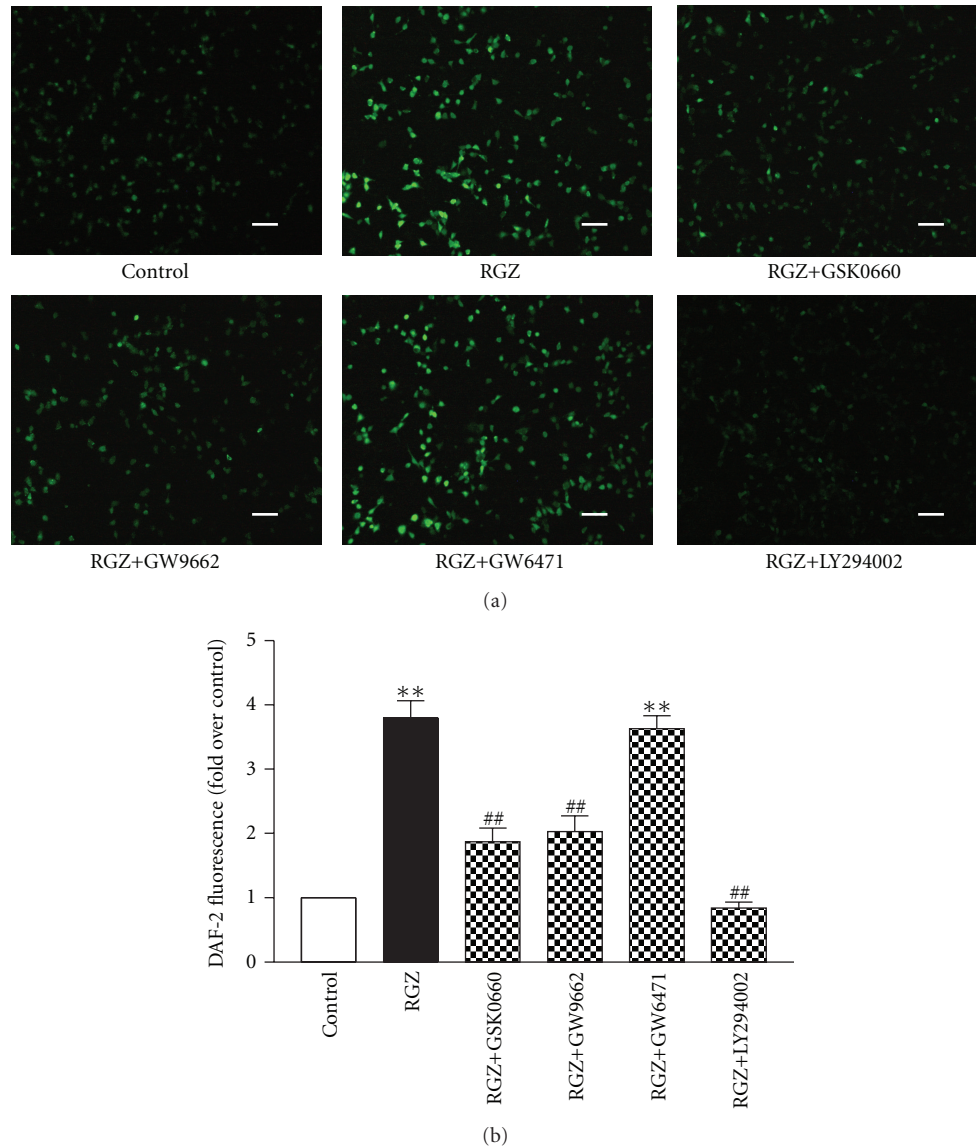 Control
RGZ
RGZ+GSK0660
RGZ+GW9662
RGZ+GW6471
RGZ+LY294002
(a)
DAF-2 fluorescence (fold over control)
5
4
3
2
1
0
**
##
##
**
##
Control
RGZ
RGZ+GSK0660
RGZ+GW9662
RGZ+GW6471
RGZ+LY294002
(b)